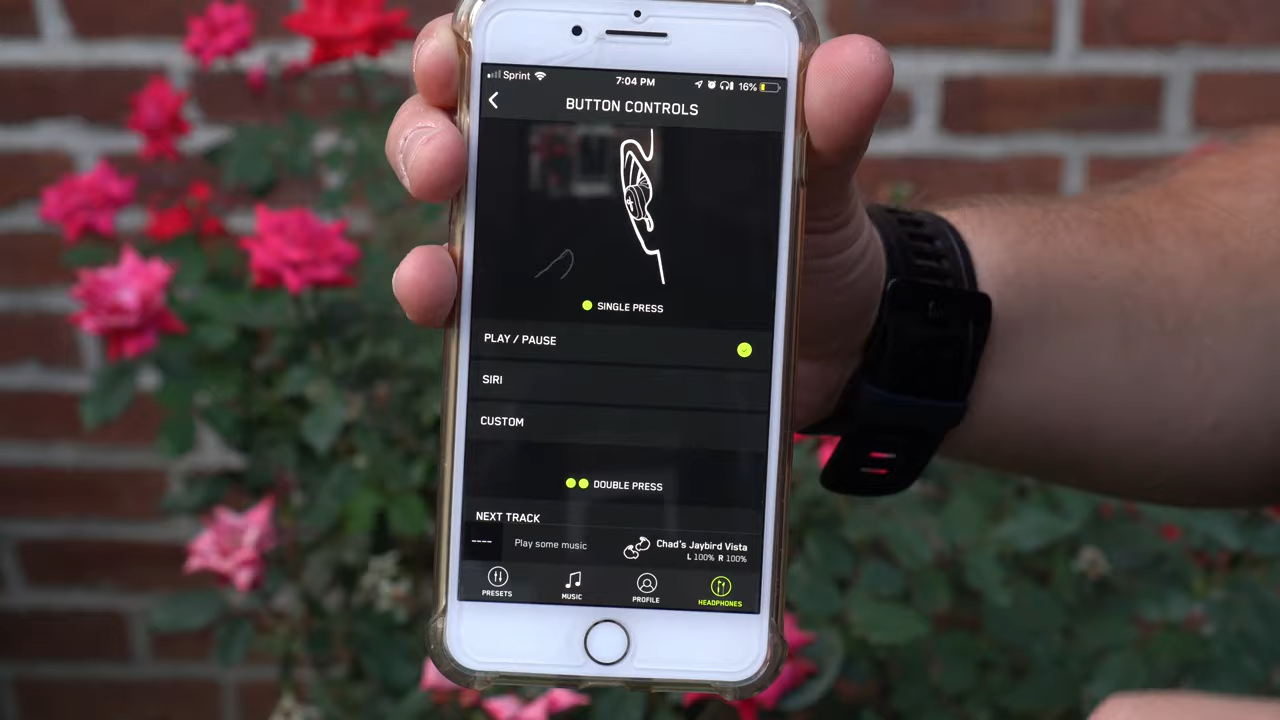 Sprint 7:04 PM 16%
BUTTON CONTROLS
SINGLE PRESS
PLAY / PAUSE
SIRI
CUSTOM
DOUBLE PRESS
NEXT TRACK
---- Play some music Chad's Jaybird Vista
L 100% R 100%
PRESETS MUSIC PROFILE HEADPHONES